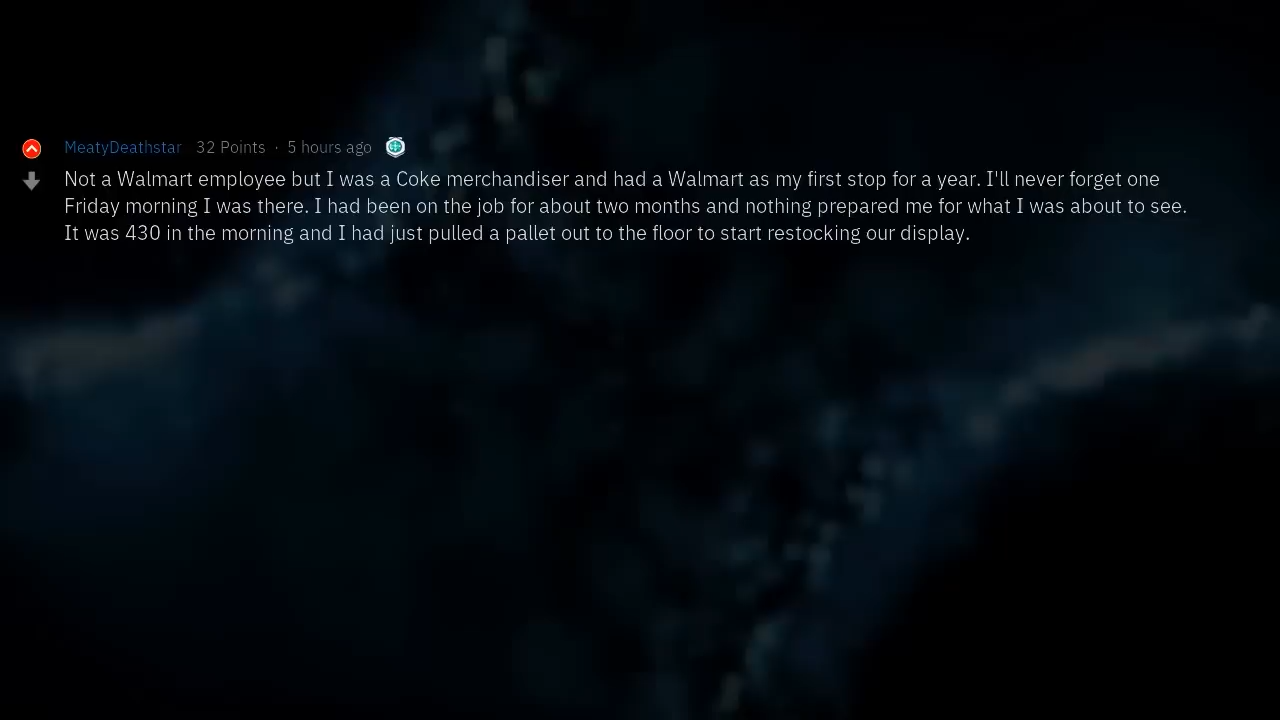 MeatyDeathstar 32 Points · 5 hours ago
Not a Walmart employee but I was a Coke merchandiser and had a Walmart as my first stop for a year. I'll never forget one
Friday morning I was there. I had been on the job for about two months and nothing prepared me for what I was about to see.
It was 430 in the morning and I had just pulled a pallet out to the floor to start restocking our display.